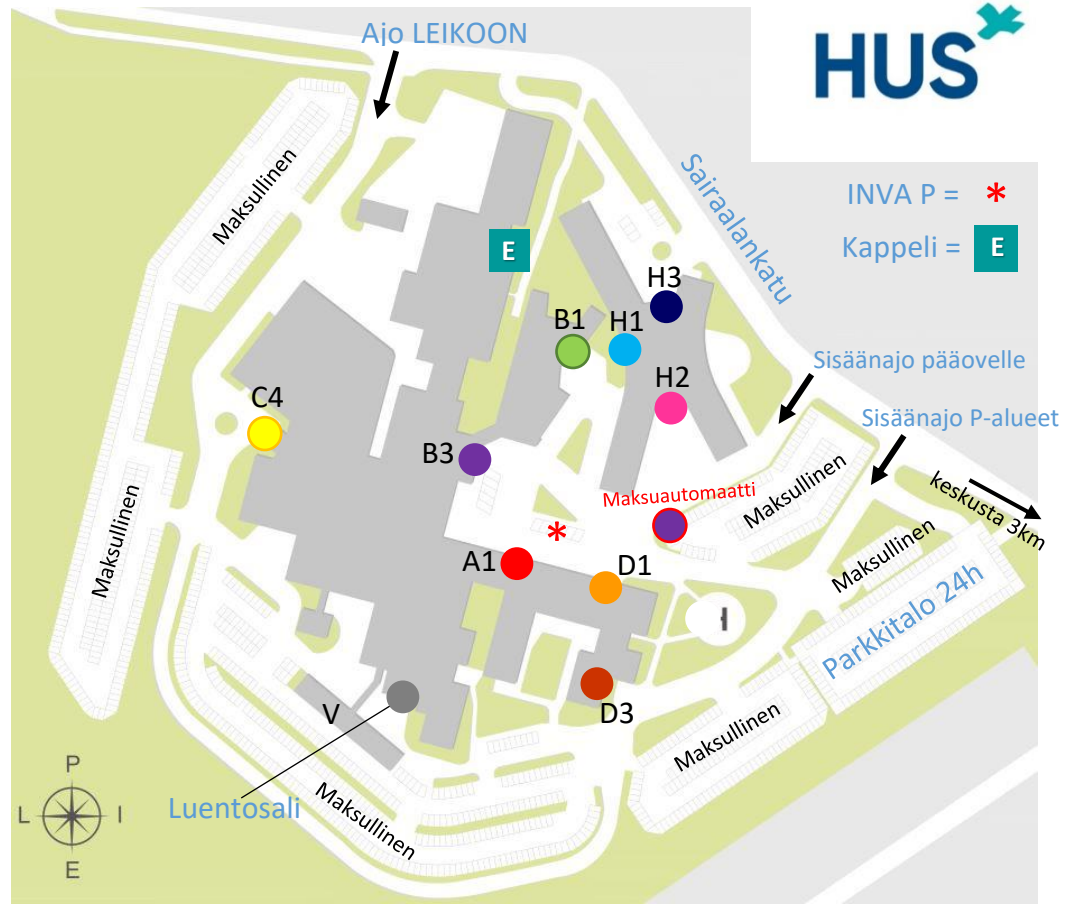 Ajo LEIKOON
HUS
Maksullinen
Sairaalankatu
INVA P = *
Kappeli = E
E
H3
B1
H1
H2
Sisäänajo pääovelle
C4
Sisäänajo P-alueet
B3
Maksullinen
keskusta 3km
Maksuautomaatti
Maksullinen
*
Maksullinen
A1
D1
Parkkitalo 24h
D3
V
Maksullinen
Luentosali
Maksullinen
P
L I
E